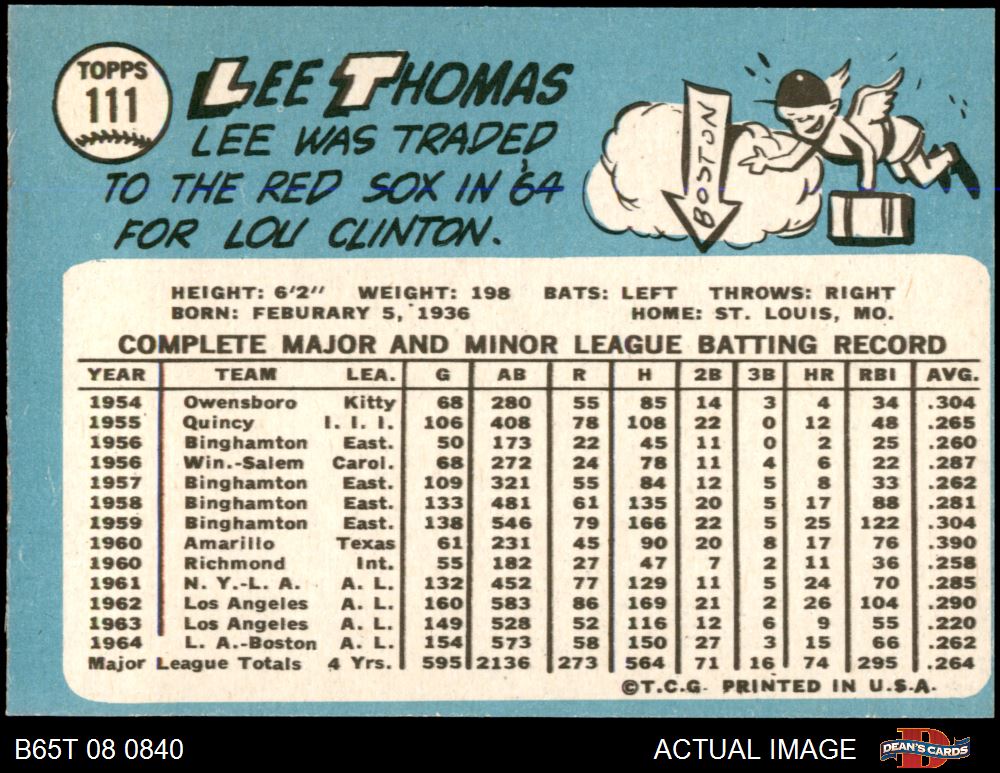 TOPPS
111
LEE THOMAS
LEE WAS TRADED
TO THE RED SOX IN '64
FOR LOU CLINTON.
BOSTON
HEIGHT: 6'2" WEIGHT: 198 BATS: LEFT THROWS: RIGHT
BORN: FEBURARY 5, 1936 HOME: ST. LOUIS, MO.
COMPLETE MAJOR AND MINOR LEAGUE BATTING RECORD
YEAR TEAM LEA. G AB R H 2B 3B HR RBI AVG.
1954 Owensboro Kitty 68 280 55 85 14 3 4 34 .304
1955 Quincy I. I. I. 106 408 78 108 22 0 12 48 .265
1956 Binghamton East. 50 173 22 45 11 0 2 25 .260
1956 Win.-Salem Carol. 68 272 24 78 11 4 6 22 .287
1957 Binghamton East. 109 321 55 84 12 5 8 33 .262
1958 Binghamton East. 133 481 61 135 20 5 17 88 .281
1959 Binghamton East. 138 546 79 166 22 5 25 122 .304
1960 Amarillo Texas 61 231 45 90 20 8 17 76 .390
1960 Richmond Int. 55 182 27 47 7 2 11 36 .258
1961 N. Y.-L. A. A. L. 132 452 77 129 11 5 24 70 .285
1962 Los Angeles A. L. 160 583 86 169 21 2 26 104 .290
1963 Los Angeles A. L. 149 528 52 116 12 6 9 55 .220
1964 L. A.-Boston A. L. 154 573 58 150 27 3 15 66 .262
Major League Totals 4 Yrs. 595 2136 273 564 71 16 74 295 .264
©T.C.G. PRINTED IN U.S.A.
B65T 08 0840 ACTUAL IMAGE DEAN'S CARDS